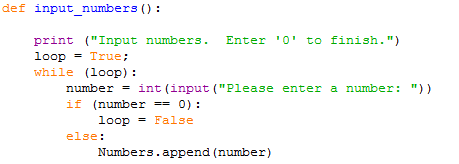 def input_numbers():
print ("Input numbers.  Enter '0' to finish.")
loop = True;
while (loop):
number = int(input("Please enter a number: "))
if (number == 0):
loop = False
else:
Numbers.append(number)